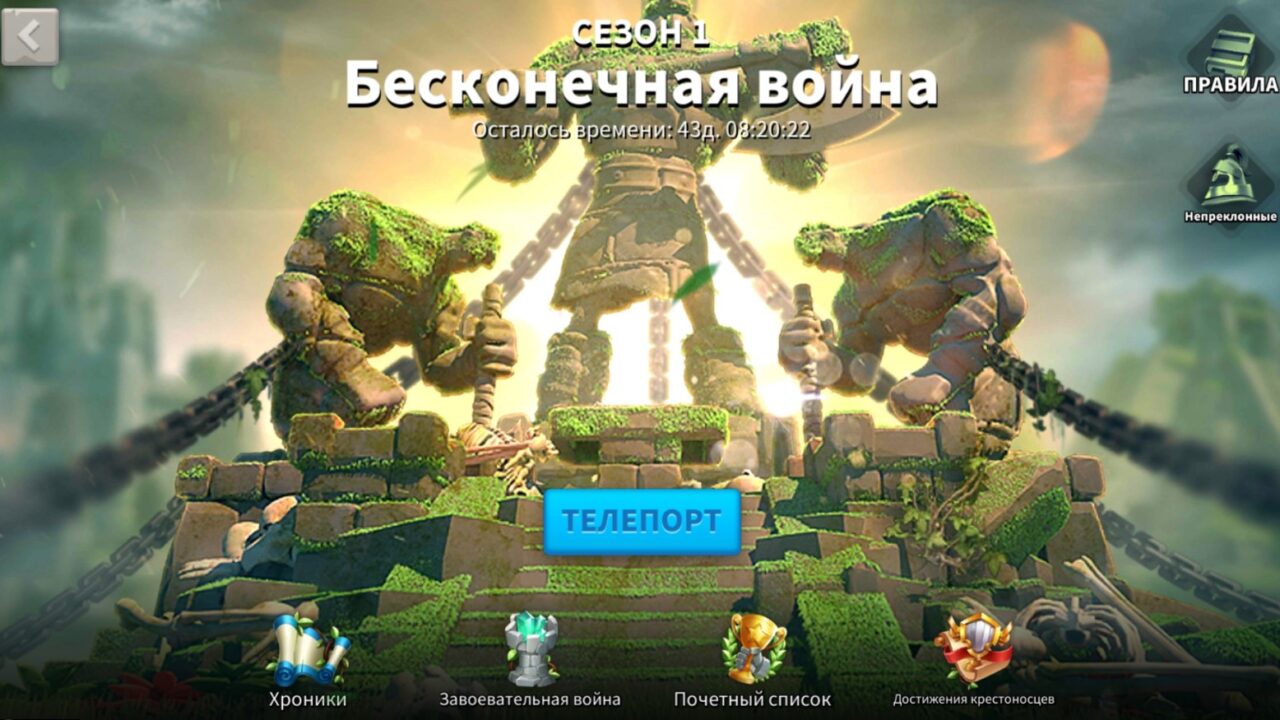 СЕЗОН 1
Бесконечная война
Осталось времени: 43д. 08:20:22
ПРАВИЛА
Непреклонные
ТЕЛЕПОРТ
Хроники
Завоевательная война
Почетный список
Достижения крестоносцев